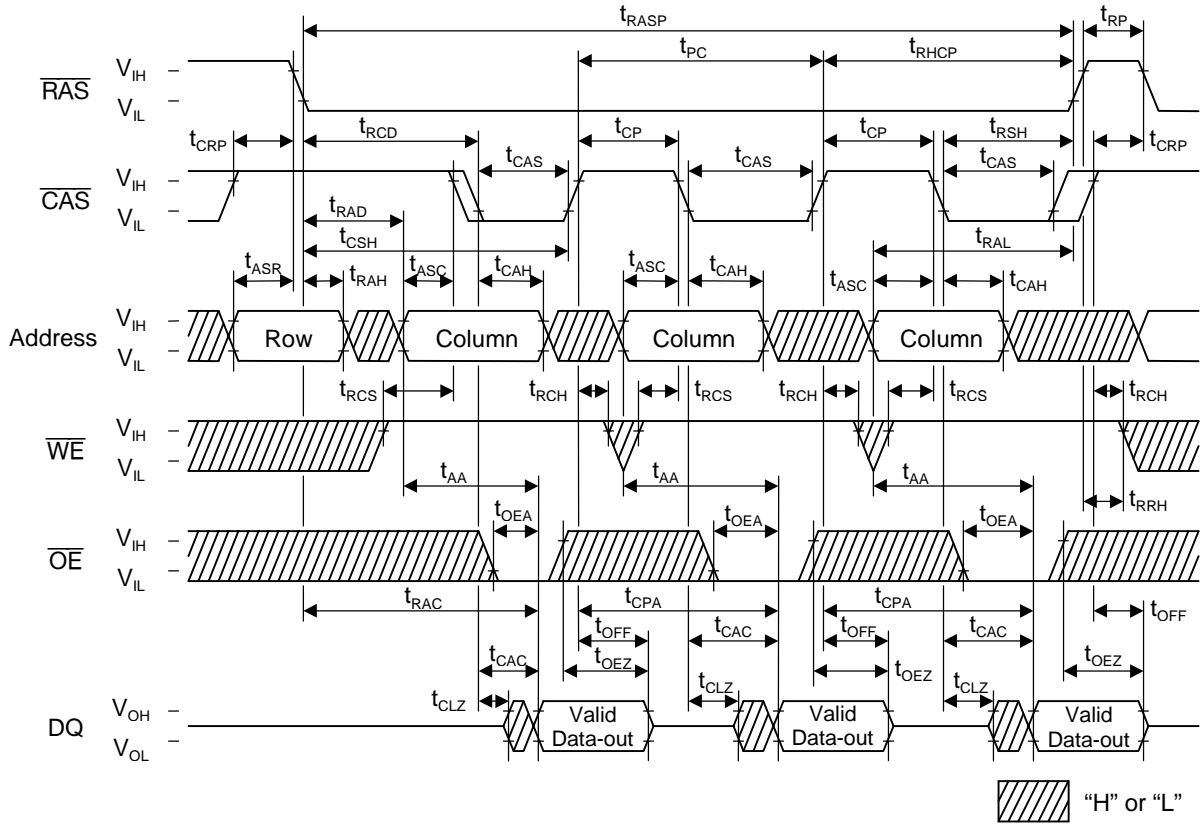 tRASP
tRP
tPC
tRHCP
RAS
VIH
VIL
tCRP
tRCD
tCP
tCP
tRSH
tCRP
tCAS
tCAS
tCAS
CAS
VIH
VIL
tRAD
tCSH
tRAL
tASR
tRAH
tASC
tCAH
tASC
tCAH
tASC
tCAH
Address
VIH
VIL
Row
Column
Column
Column
tRCS
tRCH
tRCS
tRCH
tRCS
tRCH
WE
VIH
VIL
tAA
tAA
tAA
tRRH
tOEA
tOEA
tOEA
OE
VIH
VIL
tRAC
tCPA
tCPA
tOFF
tCAC
tOFF
tCAC
tOFF
tCAC
tOEZ
tOEZ
tOEZ
tCLZ
tCLZ
tCLZ
DQ
VOH
VOL
Valid
Data-out
Valid
Data-out
Valid
Data-out
“H” or “L”